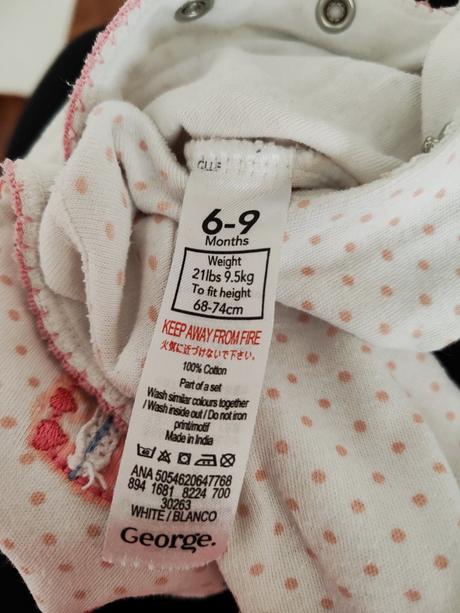 6-9
Months
Weight
21lbs 9.5kg
To fit height
68-74cm
KEEP AWAY FROM FIRE
火気に近づけないで下さい。
100% Cotton
Part of a set
Wash similar colours together
/ Wash inside out / Do not iron
print/motif
Made in India
ANA 5054620647768
894 1681 8224 700
30263
WHITE / BLANCO
George.